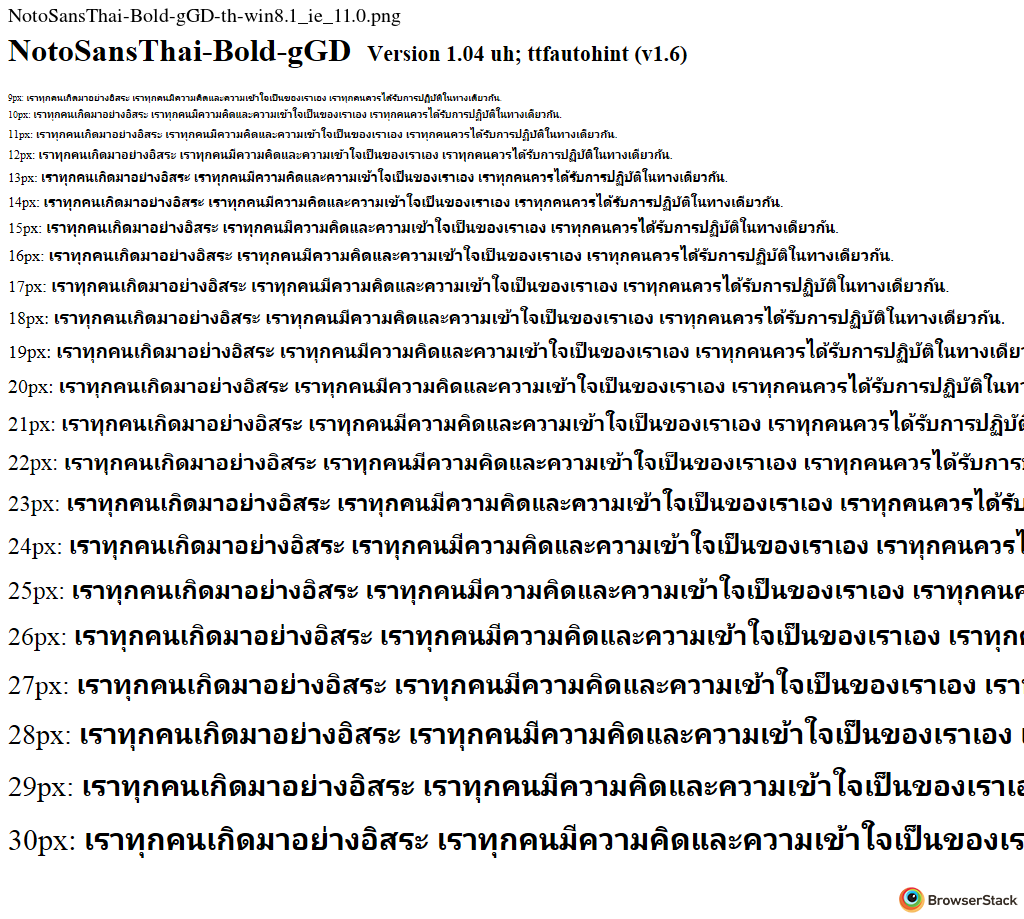 NotoSansThai-Bold-gGD-th-win8.1_ie_11.0.png
NotoSansThai-Bold-gGD Version 1.04 uh; ttfautohint (v1.6)
9px: เราทุกคนเกิดมาอย่างอิสระ เราทุกคนมีความคิดและความเข้าใจเป็นของเราเอง เราทุกคนควรได้รับการปฏิบัติในทางเดียวกัน.
10px: เราทุกคนเกิดมาอย่างอิสระ เราทุกคนมีความคิดและความเข้าใจเป็นของเราเอง เราทุกคนควรได้รับการปฏิบัติในทางเดียวกัน.
11px: เราทุกคนเกิดมาอย่างอิสระ เราทุกคนมีความคิดและความเข้าใจเป็นของเราเอง เราทุกคนควรได้รับการปฏิบัติในทางเดียวกัน.
12px: เราทุกคนเกิดมาอย่างอิสระ เราทุกคนมีความคิดและความเข้าใจเป็นของเราเอง เราทุกคนควรได้รับการปฏิบัติในทางเดียวกัน.
13px: เราทุกคนเกิดมาอย่างอิสระ เราทุกคนมีความคิดและความเข้าใจเป็นของเราเอง เราทุกคนควรได้รับการปฏิบัติในทางเดียวกัน.
14px: เราทุกคนเกิดมาอย่างอิสระ เราทุกคนมีความคิดและความเข้าใจเป็นของเราเอง เราทุกคนควรได้รับการปฏิบัติในทางเดียวกัน.
15px: เราทุกคนเกิดมาอย่างอิสระ เราทุกคนมีความคิดและความเข้าใจเป็นของเราเอง เราทุกคนควรได้รับการปฏิบัติในทางเดียวกัน.
16px: เราทุกคนเกิดมาอย่างอิสระ เราทุกคนมีความคิดและความเข้าใจเป็นของเราเอง เราทุกคนควรได้รับการปฏิบัติในทางเดียวกัน.
17px: เราทุกคนเกิดมาอย่างอิสระ เราทุกคนมีความคิดและความเข้าใจเป็นของเราเอง เราทุกคนควรได้รับการปฏิบัติในทางเดียวกัน.
18px: เราทุกคนเกิดมาอย่างอิสระ เราทุกคนมีความคิดและความเข้าใจเป็นของเราเอง เราทุกคนควรได้รับการปฏิบัติในทางเดียวกัน.
19px: เราทุกคนเกิดมาอย่างอิสระ เราทุกคนมีความคิดและความเข้าใจเป็นของเราเอง เราทุกคนควรได้รับการปฏิบัติในทางเดีย
20px: เราทุกคนเกิดมาอย่างอิสระ เราทุกคนมีความคิดและความเข้าใจเป็นของเราเอง เราทุกคนควรได้รับการปฏิบัติในทา
21px: เราทุกคนเกิดมาอย่างอิสระ เราทุกคนมีความคิดและความเข้าใจเป็นของเราเอง เราทุกคนควรได้รับการปฏิบัติ
22px: เราทุกคนเกิดมาอย่างอิสระ เราทุกคนมีความคิดและความเข้าใจเป็นของเราเอง เราทุกคนควรได้รับการป
23px: เราทุกคนเกิดมาอย่างอิสระ เราทุกคนมีความคิดและความเข้าใจเป็นของเราเอง เราทุกคนควรได้รับ
24px: เราทุกคนเกิดมาอย่างอิสระ เราทุกคนมีความคิดและความเข้าใจเป็นของเราเอง เราทุกคนควรไ
25px: เราทุกคนเกิดมาอย่างอิสระ เราทุกคนมีความคิดและความเข้าใจเป็นของเราเอง เราทุกคนค
26px: เราทุกคนเกิดมาอย่างอิสระ เราทุกคนมีความคิดและความเข้าใจเป็นของเราเอง เราทุก
27px: เราทุกคนเกิดมาอย่างอิสระ เราทุกคนมีความคิดและความเข้าใจเป็นของเราเอง เรา
28px: เราทุกคนเกิดมาอย่างอิสระ เราทุกคนมีความคิดและความเข้าใจเป็นของเราเอง เ
29px: เราทุกคนเกิดมาอย่างอิสระ เราทุกคนมีความคิดและความเข้าใจเป็นของเราเอ
30px: เราทุกคนเกิดมาอย่างอิสระ เราทุกคนมีความคิดและความเข้าใจเป็นของเร
BrowserStack